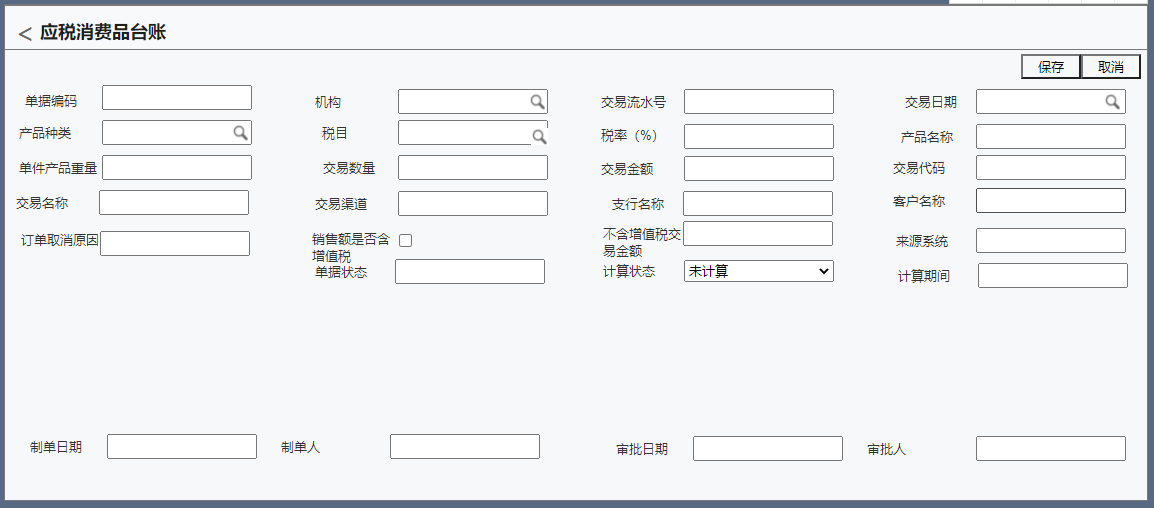 < 应税消费品台账
保存 取消
单据编码 机构 交易流水号 交易日期
产品种类 税目 税率（%） 产品名称
单件产品重量 交易数量 交易金额 交易代码
交易名称 交易渠道 支行名称 客户名称
订单取消原因 销售额是否含 不含增值税交 来源系统
增值税 易金额
单据状态 计算状态 未计算 计算期间
制单日期 制单人 审批日期 审批人